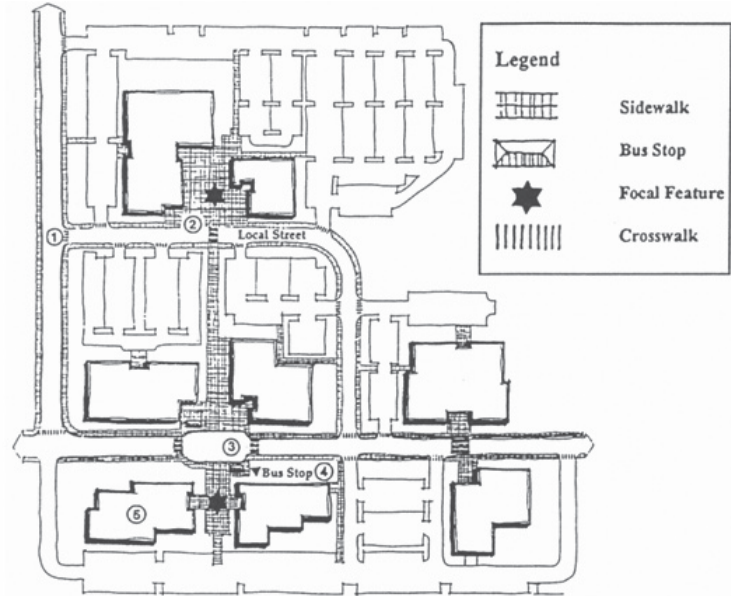 Legend
Sidewalk
Bus Stop
Focal Feature
Crosswalk
1
2
Local Street
3
Bus Stop 4
5